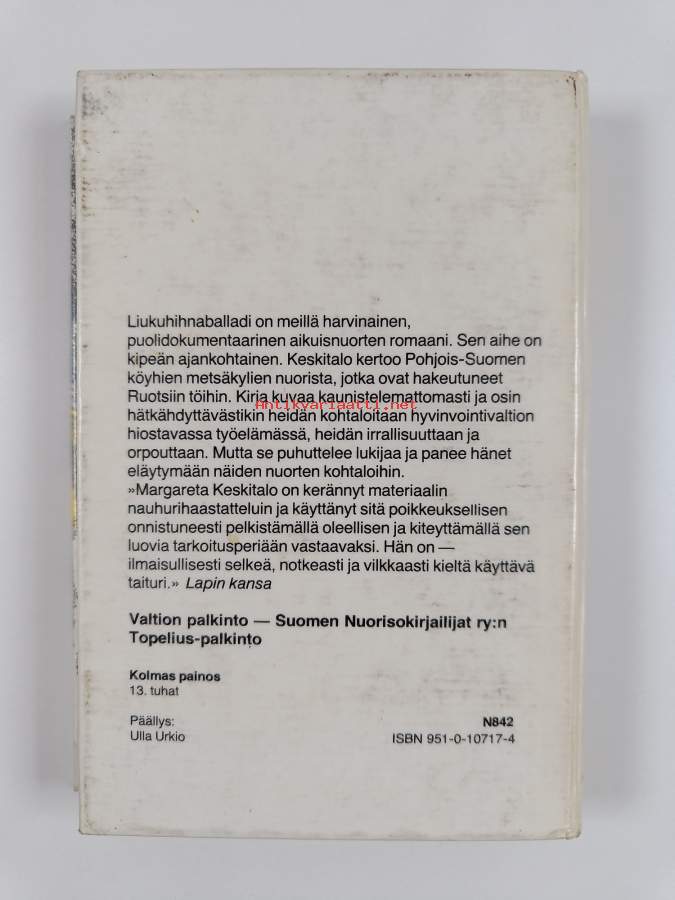 Liukuhihnaballadi on meillä harvinainen,
puolidokumentaarinen aikuisnuorten romaani. Sen aihe on
kipeän ajankohtainen. Keskitalo kertoo Pohjois-Suomen
köyhien metsäkylien nuorista, jotka ovat hakeutuneet
Ruotsiin töihin. Kirja kuvaa kaunistelemattomasti ja osin
Antikvariaatti.net
hätkähdyttävästikin heidän kohtaloitaan hyvinvointivaltion
hiostavassa työelämässä, heidän irrallisuuttaan ja
orpouttaan. Mutta se puhuttelee lukijaa ja panee hänet
eläytymään näiden nuorten kohtaloihin.
»Margareta Keskitalo on kerännyt materiaalin
nauhurihaastatteluin ja käyttänyt sitä poikkeuksellisen
onnistuneesti pelkistämällä oleellisen ja kiteyttämällä sen
luovia tarkoitusperiään vastaavaksi. Hän on —
ilmaisullisesti selkeä, notkeasti ja vilkkaasti kieltä käyttävä
taituri.» Lapin kansa
Valtion palkinto — Suomen Nuorisokirjailijat ry:n
Topelius-palkinto
Kolmas painos
13. tuhat
Päällys:
Ulla Urkio
N842
ISBN 951-0-10717-4